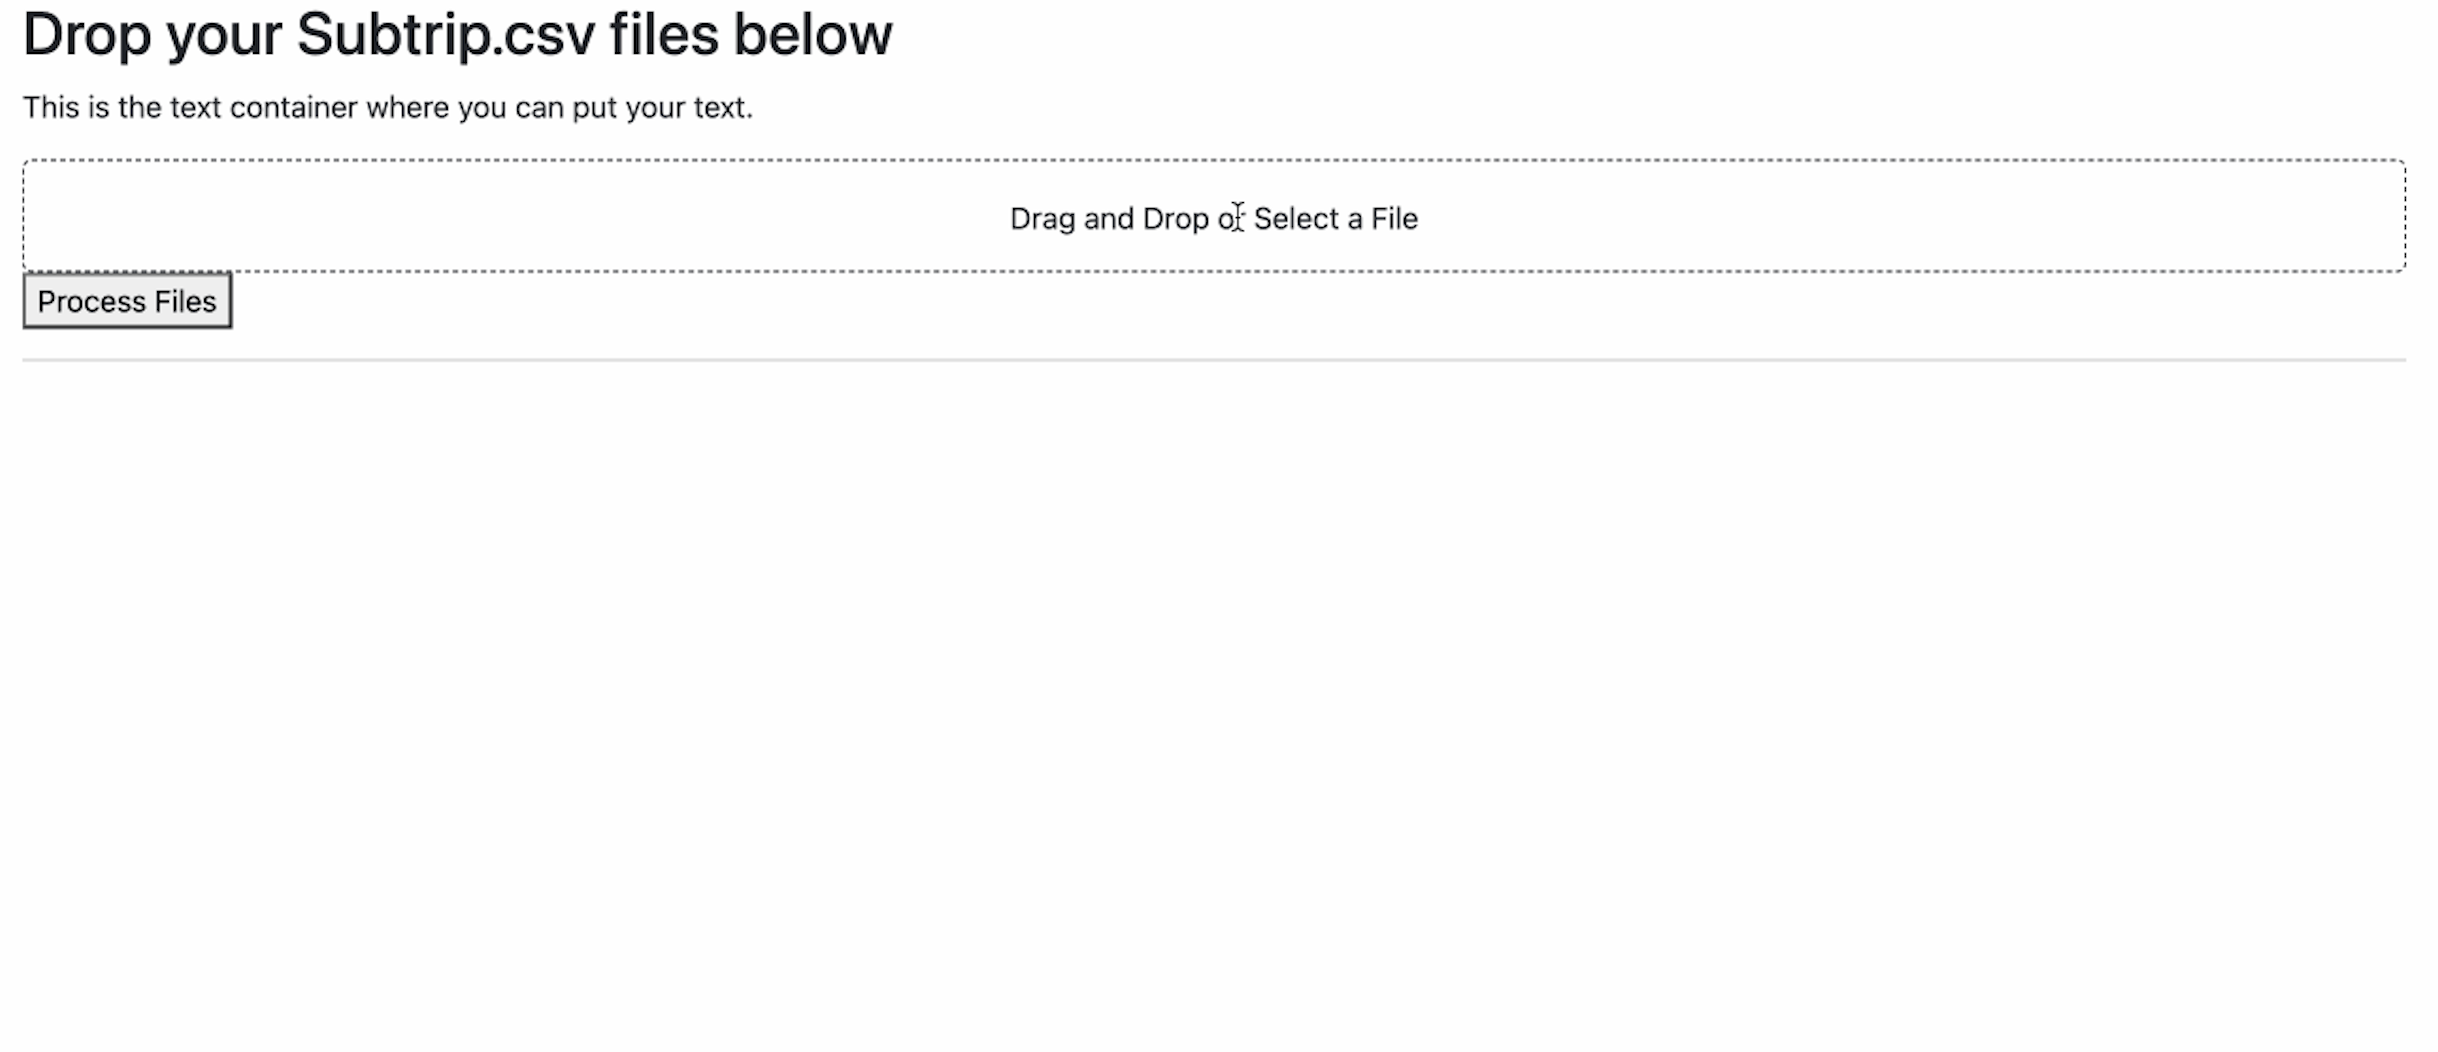 Drop your Subtrip.csv files below
This is the text container where you can put your text.
Drag and Drop or Select a File
Process Files